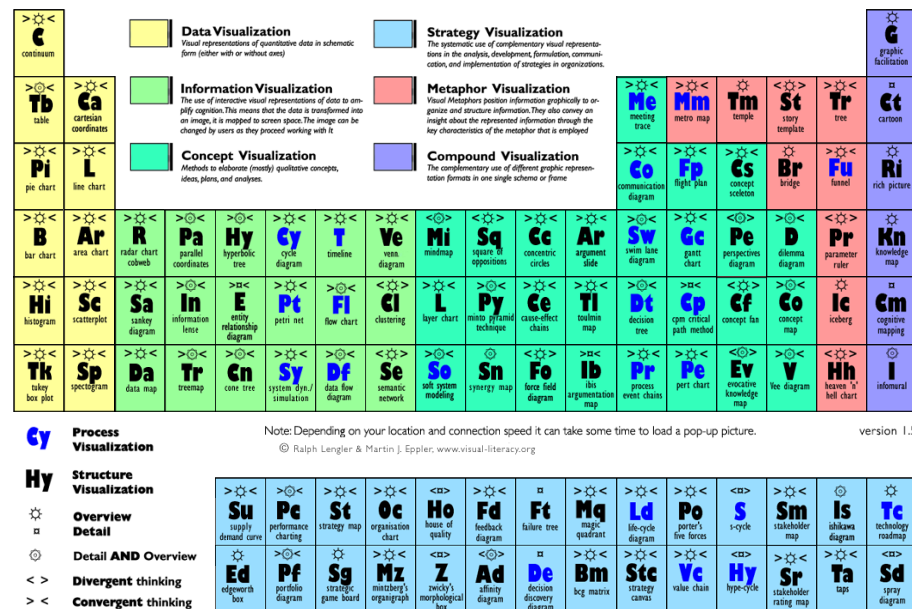 C
continuum
Data Visualization
Visual representations of quantitative data in schematic
form (either with or without axes)
Strategy Visualization
The systematic use of complementary visual representa-
tions in the analysis, development, formulation, communi-
cation, and implementation of strategies in organizations.
G
graphic
facilitation
>☼<
Tb
table
Ca
cartesian
coordinates
Information Visualization
The use of interactive visual representations of data to am-
plify cognition. This means that the data is transformed into
an image, it is mapped to screen space. The image can be
changed by users as they proceed working with it
Metaphor Visualization
Visual Metaphors position information graphically to or-
ganize and structure information. They also convey an
insight about the represented information through the
key characteristics of the metaphor that is employed
Me
meeting
trace
Mm
metro map
Tm
temple
St
story
template
Tr
tree
Ct
cartoon
Pi
pie chart
L
line chart
Concept Visualization
Methods to elaborate (mostly) qualitative concepts,
ideas, plans, and analyses.
Compound Visualization
The complementary use of different graphic represen-
tation formats in one single schema or frame
Co
communication
diagram
Fp
flight plan
Cs
concept
sceleton
Br
bridge
Fu
funnel
Ri
rich picture
B
bar chart
Ar
area chart
R
radar chart
cobweb
Pa
parallel
coordinates
Hy
hyperbolic
tree
Cy
cycle
diagram
T
timeline
Ve
venn
diagram
Mi
mindmap
Sq
square of
oppositions
Cc
concentric
circles
Ar
argument
slide
Sw
swim lane
diagram
Gc
gantt
chart
Pe
perspectives
diagram
D
dilemma
diagram
Pr
parameter
ruler
Kn
knowledge
map
Hi
histogram
Sc
scatterplot
Sa
sankey
diagram
In
information
lense
E
entity
relationship
diagram
Pt
petri net
Fl
flow chart
Cl
clustering
L
layer chart
Py
minto pyramid
technique
Ce
cause-effect
chains
Tl
toulmin
map
Dt
decision
tree
Cp
cpm critical
path method
Cf
concept fan
Co
concept
map
Ic
iceberg
Cm
cognitive
mapping
Tk
tukey
box plot
Sp
spectogram
Da
data map
Tr
treemap
Cn
cone tree
Sy
system dyn./
simulation
Df
data flow
diagram
Se
semantic
network
So
soft system
modeling
Sn
synergy map
Fo
force field
diagram
Ib
ibis
argumentation
map
Pr
process
event chains
Pe
pert chart
Ev
evocative
knowledge
map
V
Vee diagram
Hh
heaven 'n'
hell chart
I
infomural
Cy
Process
Visualization
Note: Depending on your location and connection speed it can take some time to load a pop-up picture.
version 1.5
© Ralph Lengler & Martin J. Eppler, www.visual-literacy.org
Hy
Structure
Visualization
☼ Overview
¤ Detail
Detail AND Overview
< > Divergent thinking
> < Convergent thinking
Su
supply
demand curve
Pc
performance
charting
St
strategy map
Oc
organisation
chart
Ho
house of
quality
Fd
feedback
diagram
Ft
failure tree
Mq
magic
quadrant
Ld
life-cycle
diagram
Po
porter's
five forces
S
s-cycle
Sm
stakeholder
map
Is
ishikawa
diagram
Tc
technology
roadmap
Ed
edgeworth
box
Pf
portfolio
diagram
Sg
strategic
game board
Mz
mintzberg's
organigraph
Z
zwicky's
morphological
box
Ad
affinity
diagram
De
decision
discovery
diagram
Bm
bcg matrix
Stc
strategy
canvas
Vc
value chain
Hy
hype-cycle
Sr
stakeholder
rating map
Ta
taps
Sd
spray
diagram